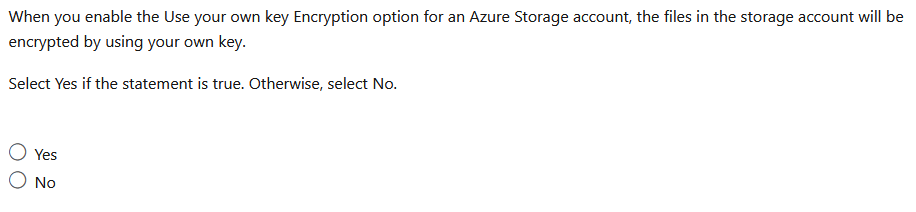 When you enable the Use your own key Encryption option for an Azure Storage account, the files in the storage account will be
encrypted by using your own key.
Select Yes if the statement is true. Otherwise, select No.
Yes
No